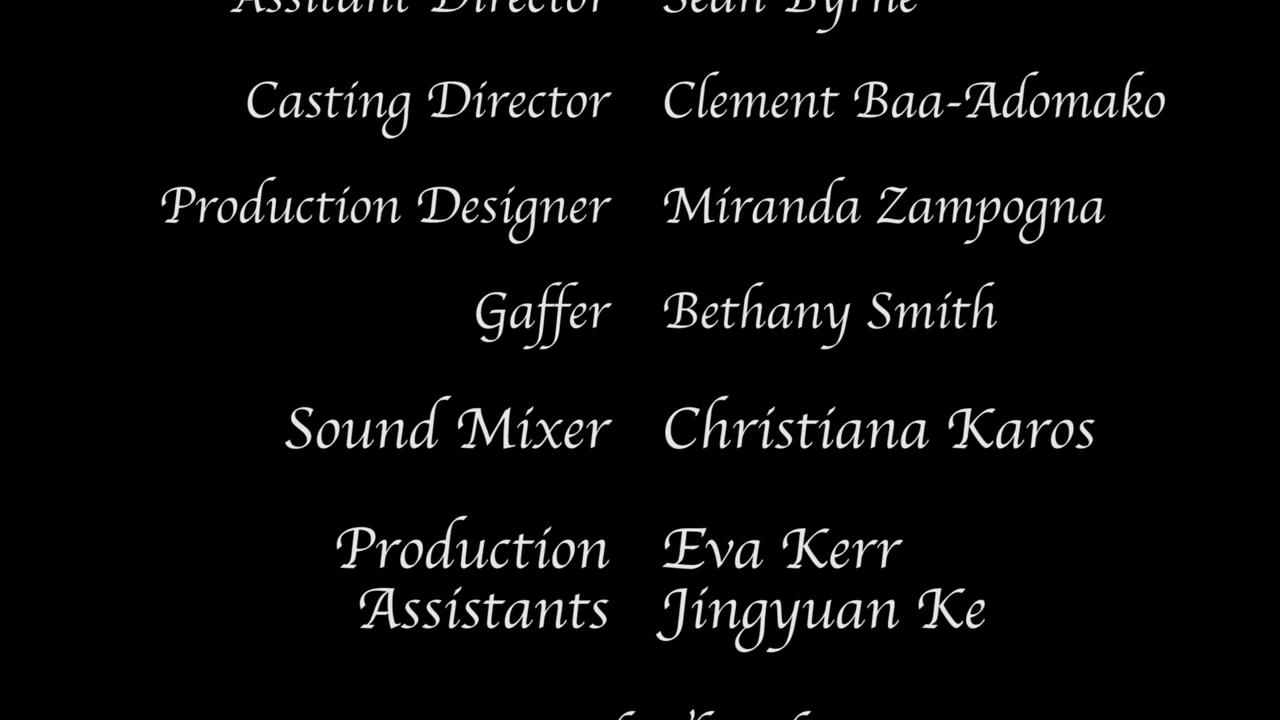 Assitant Director Sean Byrne
Casting Director Clement Baa-Adomako
Production Designer Miranda Zampogna
Gaffer Bethany Smith
Sound Mixer Christiana Karos
Production Eva Kerr
Assistants Jingyuan Ke